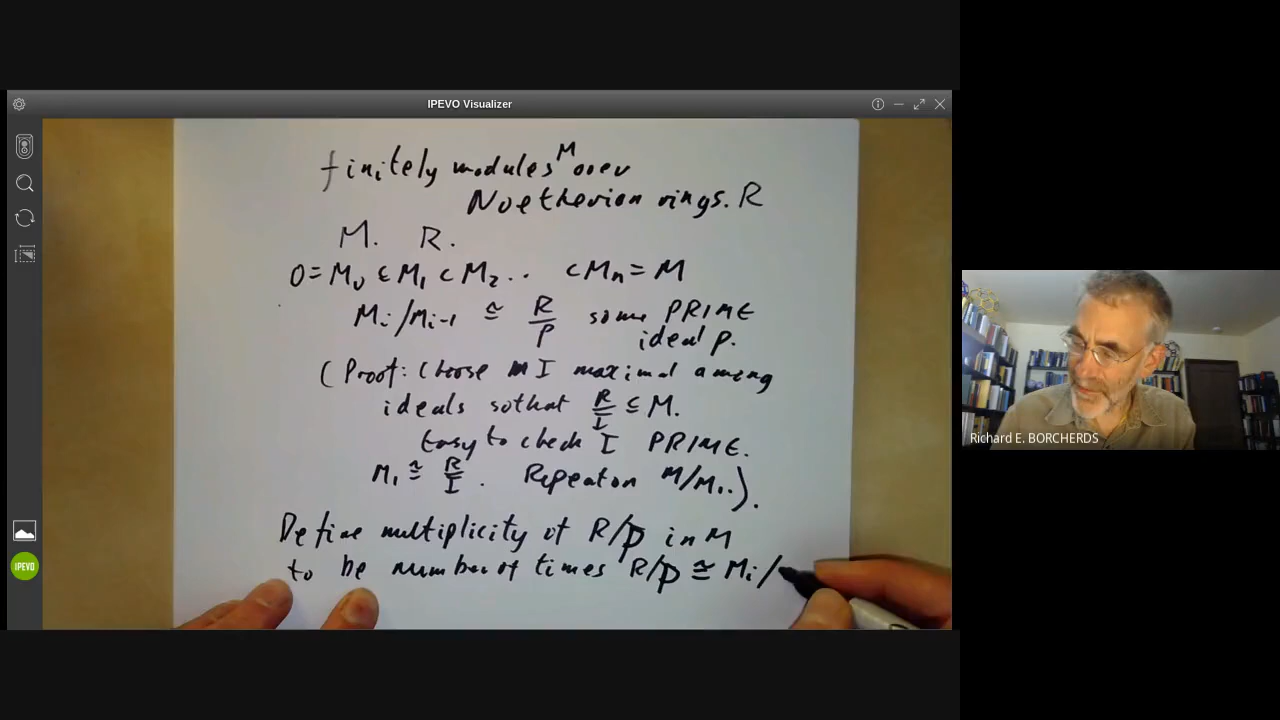 IPEVO Visualizer
finitely modules M over
Noetherian rings. R
M. R.
0 = M₀ ⊆ M₁ ⊂ M₂ .. ⊂ Mₙ = M
Mᵢ/Mᵢ₋₁ ≅ R/P some PRIME
ideal p.
(Proof: Choose I maximal among
ideals so that R/I ⊆ M.
Easy to check I PRIME.
M₁ ≅ R/I. Repeat on M/M₁..).
Define multiplicity of R/p in M
to be number of times R/p ≅ Mᵢ/
IPEVO
Richard E. BORCHERDS